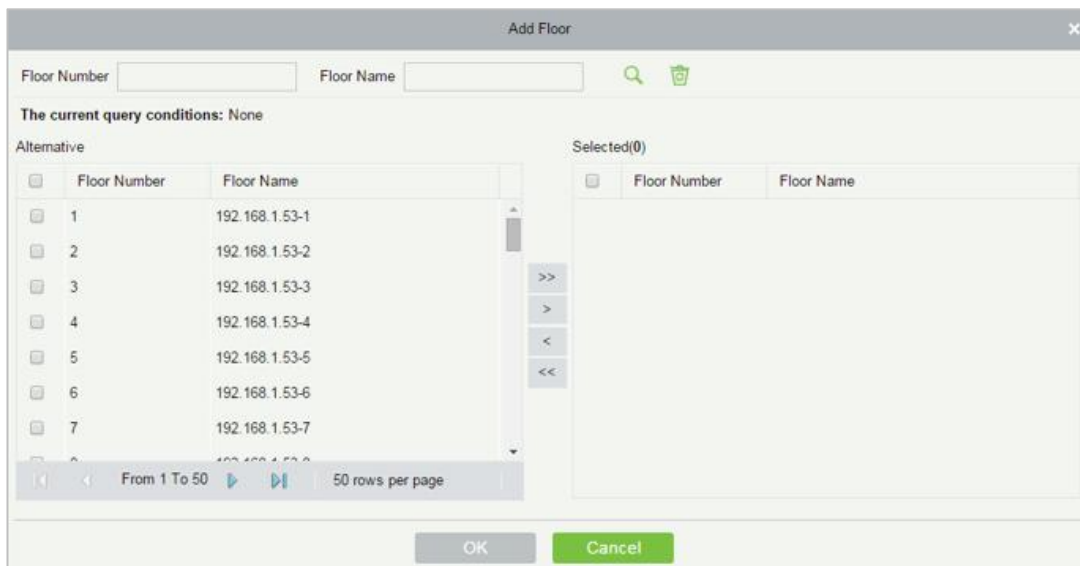 Add Floor
Floor Number Floor Name
The current query conditions: None
Alternative Selected(0)
Floor Number Floor Name Floor Number Floor Name
1 192.168.1.53-1
2 192.168.1.53-2
3 192.168.1.53-3
>>
4 192.168.1.53-4
>
5 192.168.1.53-5
<
<<
6 192.168.1.53-6
7 192.168.1.53-7
From 1 To 50 50 rows per page
OK Cancel